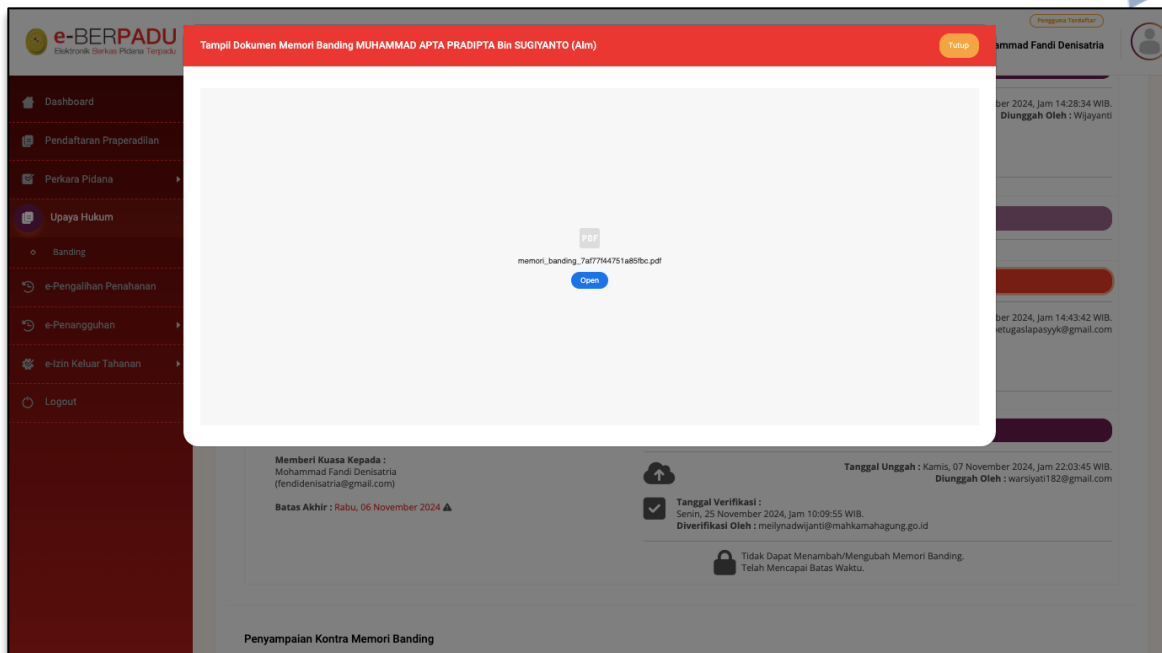 e-BERPADU
Elektronik Berkas Pidana Terpadu
Tampil Dokumen Memori Banding MUHAMMAD APTA PRADIPTA Bin SUGIYANTO (Alm)
Tutup
Pengguna Terdaftar
ammad Fandi Denisatria
Dashboard
Pendaftaran Praperadilan
Perkara Pidana
Upaya Hukum
Banding
e-Pengalihan Penahanan
e-Penangguhan
e-Izin Keluar Tahanan
Logout
ber 2024, Jam 14:28:34 WIB.
Diunggah Oleh : Wijayanti
PDF
memori_banding_7af77f44751a85fbc.pdf
Open
ber 2024, Jam 14:43:42 WIB.
petugaslapasyyk@gmail.com
Memberi Kuasa Kepada :
Mohammad Fandi Denisatria
(fendidenisatria@gmail.com)
Batas Akhir : Rabu, 06 November 2024
Tanggal Unggah : Kamis, 07 November 2024, Jam 22:03:45 WIB.
Diunggah Oleh : warsiyati182@gmail.com
Tanggal Verifikasi :
Senin, 25 November 2024, Jam 10:09:55 WIB.
Diverifikasi Oleh : meilynadwijanti@mahkamahagung.go.id
Tidak Dapat Menambah/Mengubah Memori Banding.
Telah Mencapai Batas Waktu.
Penyampaian Kontra Memori Banding